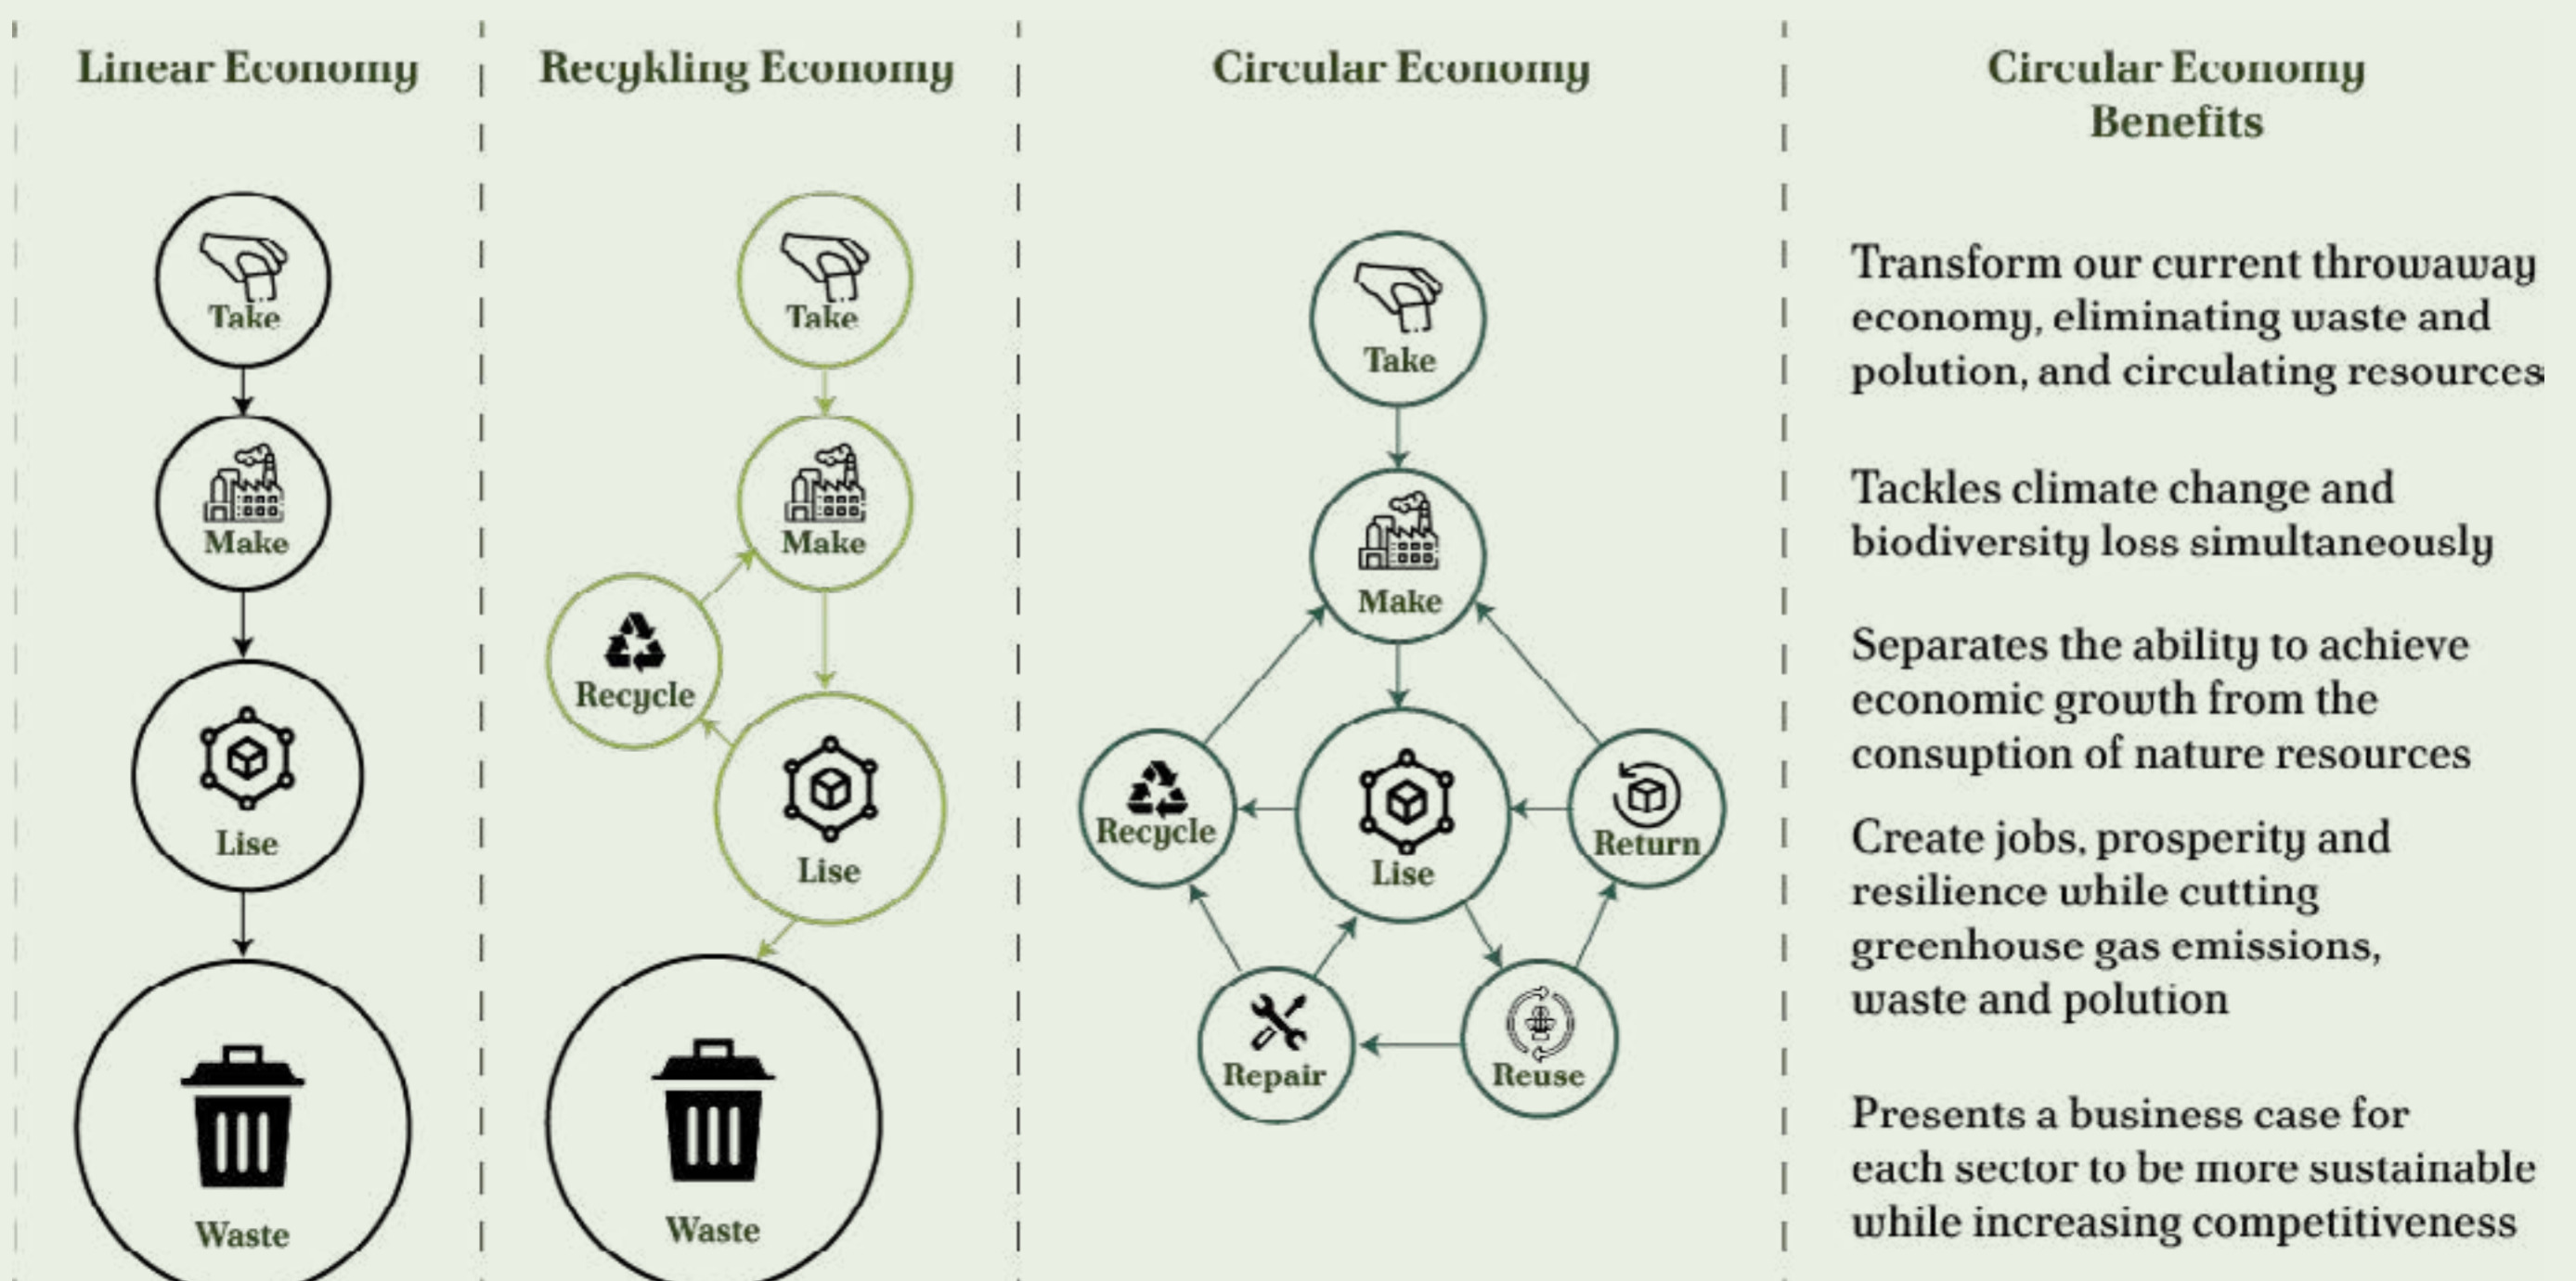 Linear Economy
Take
Make
Lise
Waste
Recykling Economy
Take
Make
Recycle
Lise
Waste
Circular Economy
Take
Make
Recycle
Lise
Return
Repair
Reuse
Circular Economy
Benefits
Transform our current throwaway
economy, eliminating waste and
polution, and circulating resources
Tackles climate change and
biodiversity loss simultaneously
Separates the ability to achieve
economic growth from the
consuption of nature resources
Create jobs, prosperity and
resilience while cutting
greenhouse gas emissions,
waste and polution
Presents a business case for
each sector to be more sustainable
while increasing competitiveness